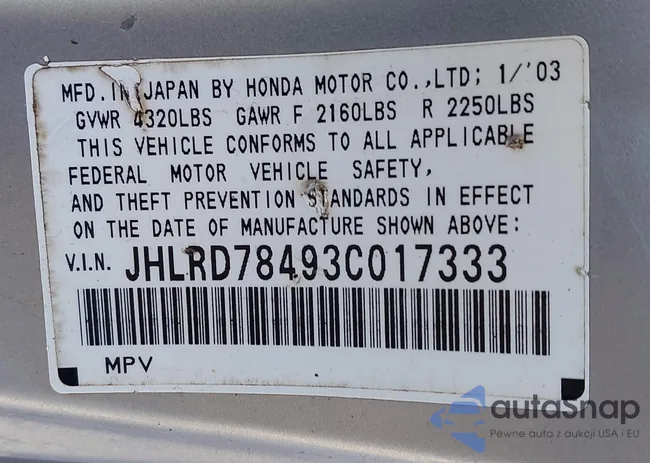 MFD. IN JAPAN BY HONDA MOTOR CO.,LTD; 1/'03
GVWR 4320LBS GAWR F 2160LBS R 2250LBS
THIS VEHICLE CONFORMS TO ALL APPLICABLE
FEDERAL MOTOR VEHICLE SAFETY,
AND THEFT PREVENTION STANDARDS IN EFFECT
ON THE DATE OF MANUFACTURE SHOWN ABOVE:
V.I.N. JHLRD78493C017333
MPV
autosnap
Pewne auta z aukcji USA i EU